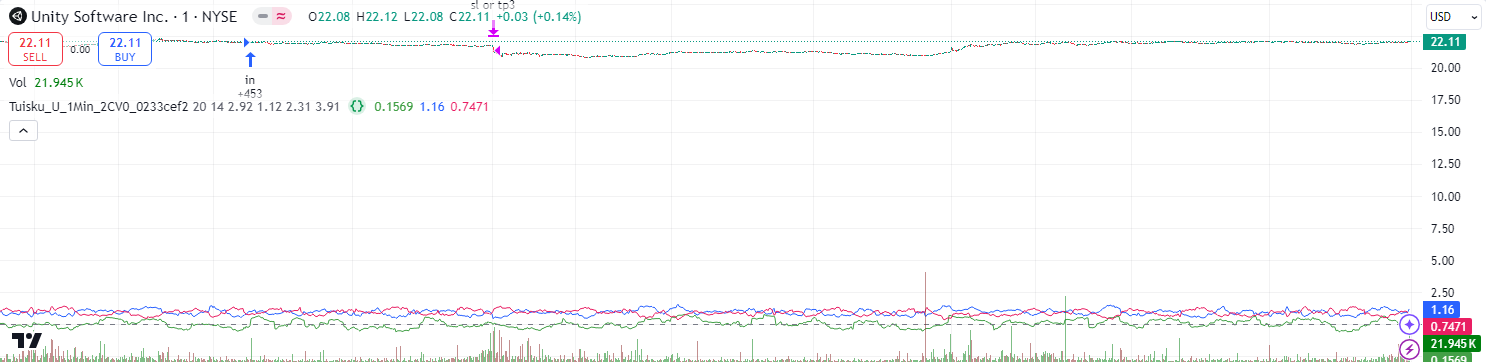 sl or tp3
Unity Software Inc. · 1 · NYSE O22.08 H22.12 L22.08 C22.11 +0.03 (+0.14%)
USD
22.11 SELL
0.00
22.11 BUY
22.11
in
+453
Vol 21.945 K
Tuisku_U_1Min_2CV0_0233cef2 20 14 2.92 1.12 2.31 3.91 {} 0.1569 1.16 0.7471
20.00
17.50
15.00
12.50
10.00
7.50
5.00
2.50
1.16
0.7471
21.945 K
0.1569